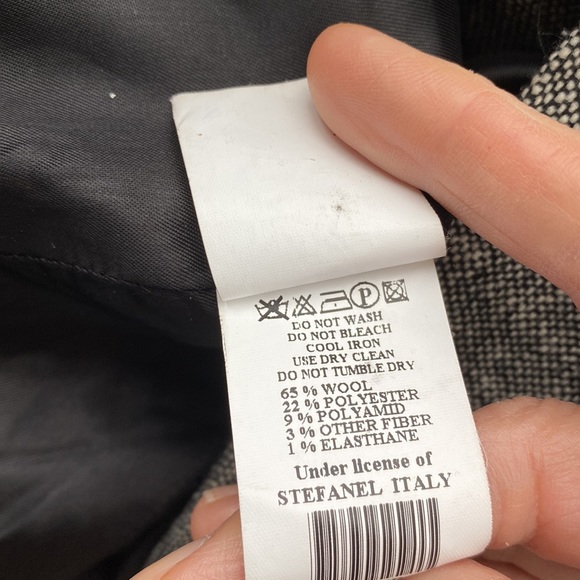 P
DO NOT WASH
DO NOT BLEACH
COOL IRON
USE DRY CLEAN
DO NOT TUMBLE DRY
65 % WOOL
22 % POLYESTER
9 % POLYAMID
3 % OTHER FIBER
1 % ELASTHANE
Under license of
STEFANEL ITALY